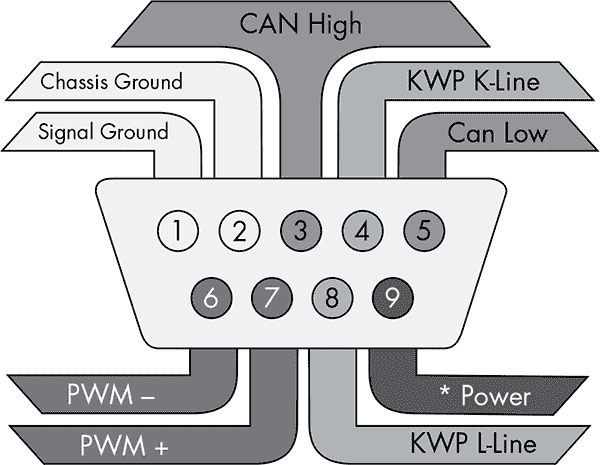 CAN High
Chassis Ground
KWP K-Line
Signal Ground
Can Low
1 2 3 4 5
6 7 8 9
PWM –
* Power
PWM +
KWP L-Line